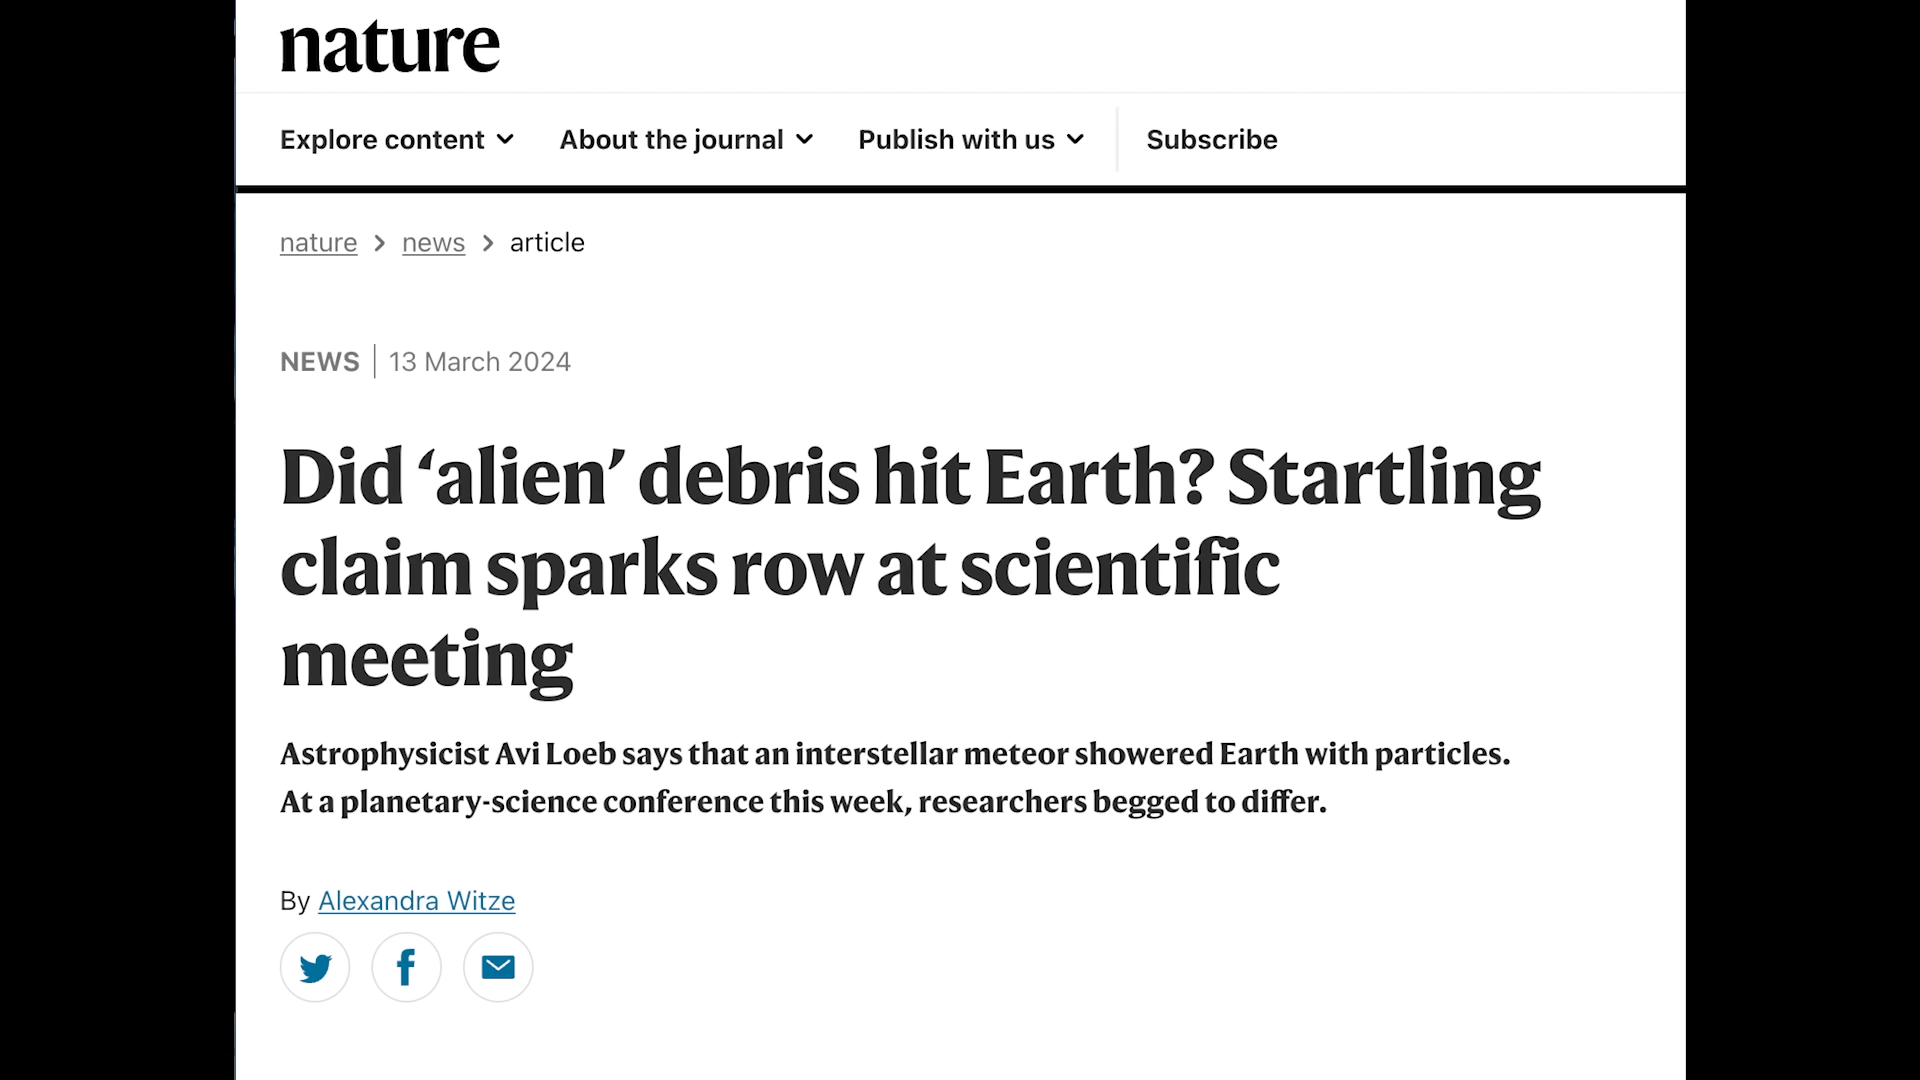 nature
Explore content About the journal Publish with us Subscribe
nature > news > article
NEWS | 13 March 2024
Did ‘alien’ debris hit Earth? Startling
claim sparks row at scientific
meeting
Astrophysicist Avi Loeb says that an interstellar meteor showered Earth with particles.
At a planetary-science conference this week, researchers begged to differ.
By Alexandra Witze